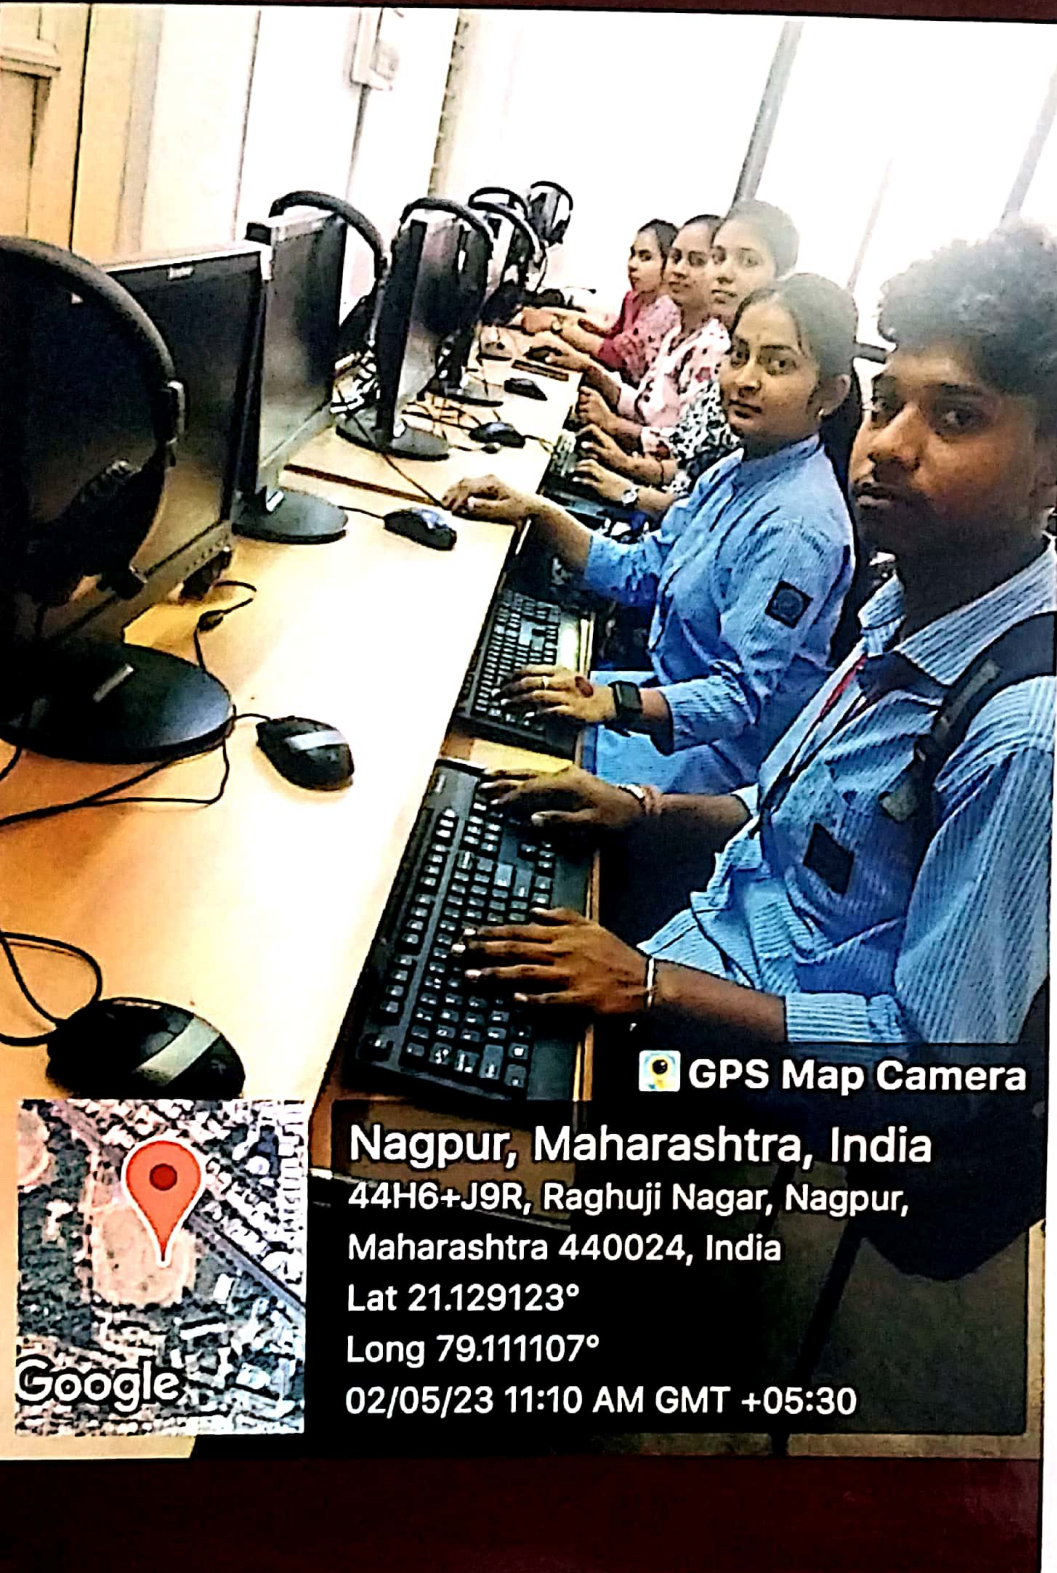 GPS Map Camera
Nagpur, Maharashtra, India
44H6+J9R, Raghuji Nagar, Nagpur,
Maharashtra 440024, India
Lat 21.129123°
Long 79.111107°
02/05/23 11:10 AM GMT +05:30
Google